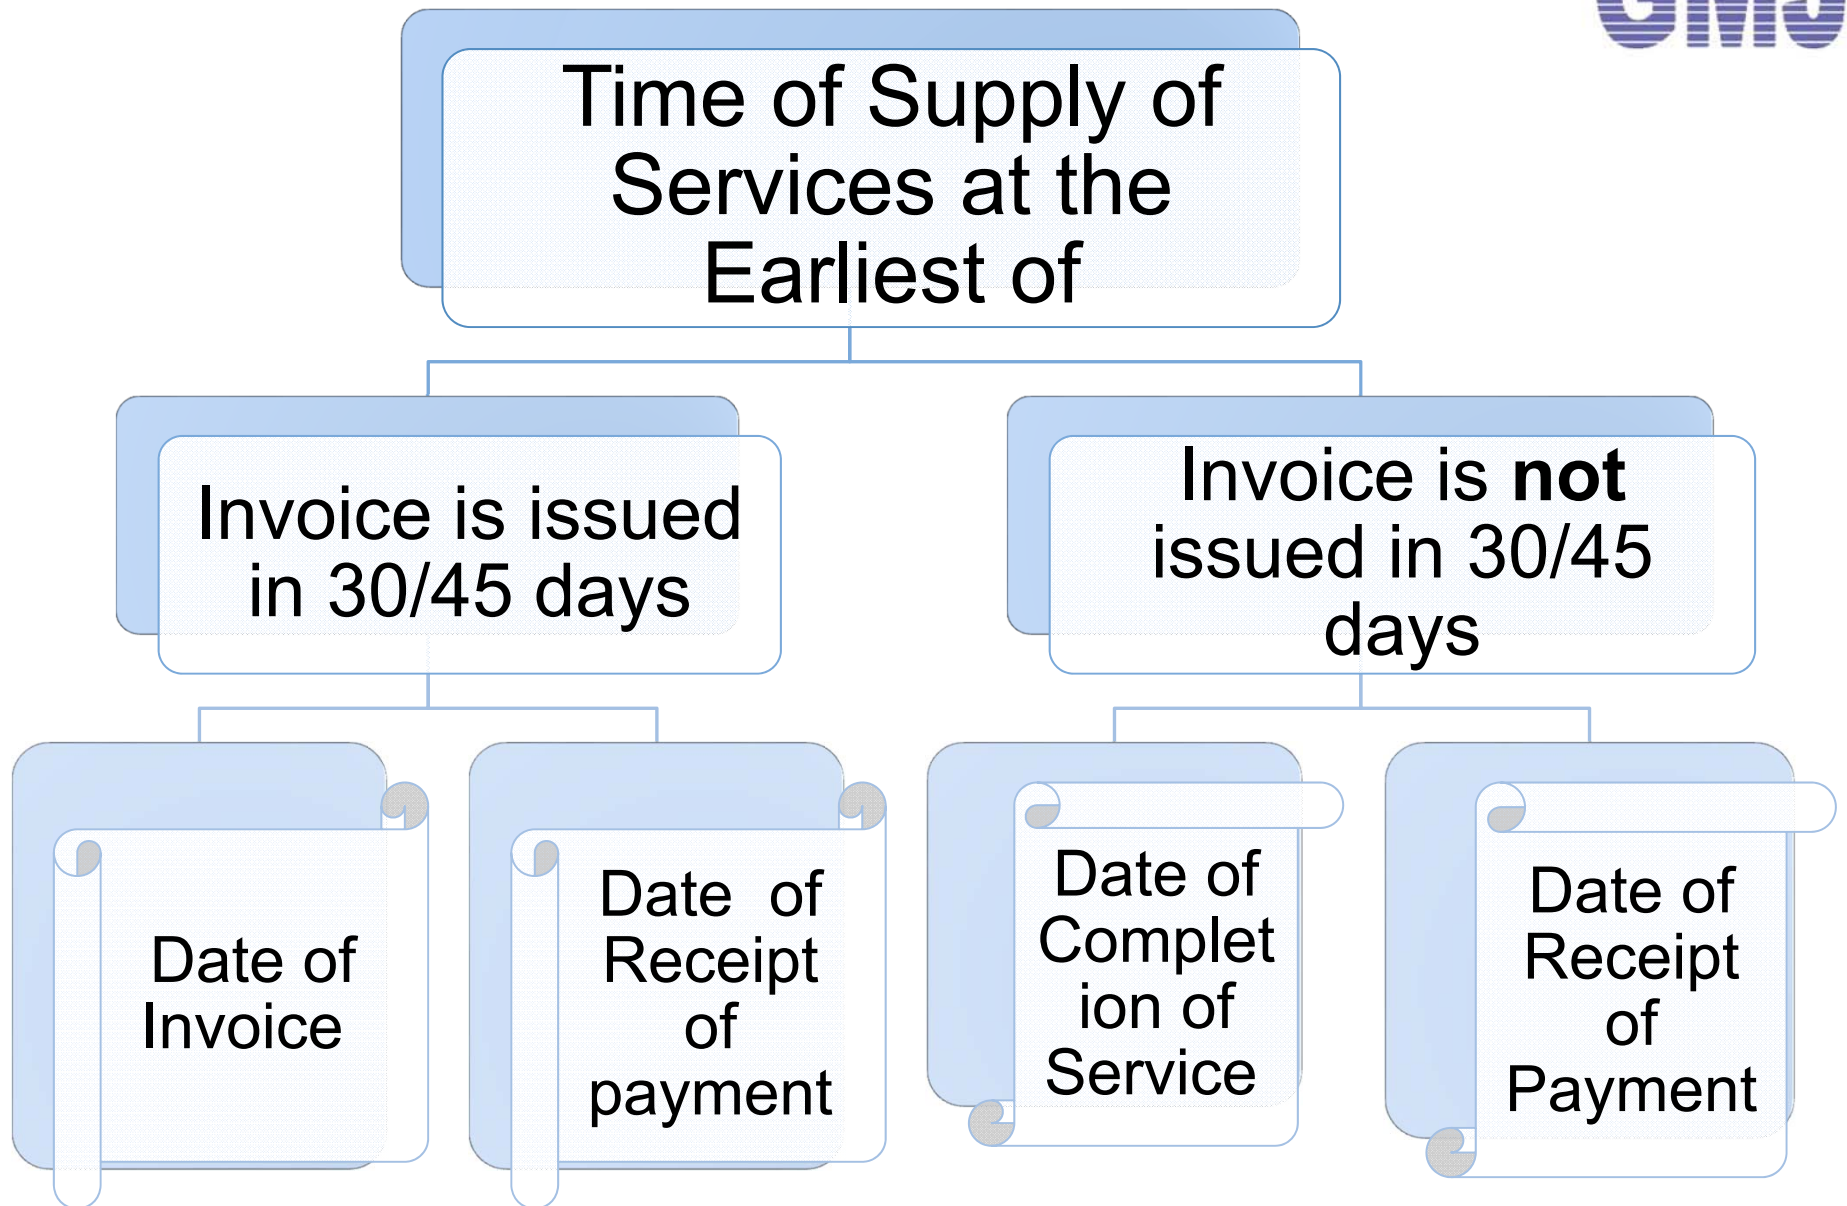 Time of Supply of
Services at the
Earliest of
Invoice is issued
in 30/45 days
Invoice is not
issued in 30/45
days
Date of
Invoice
Date of
Receipt
of
payment
Date of
Complet
ion of
Service
Date of
Receipt
of
Payment